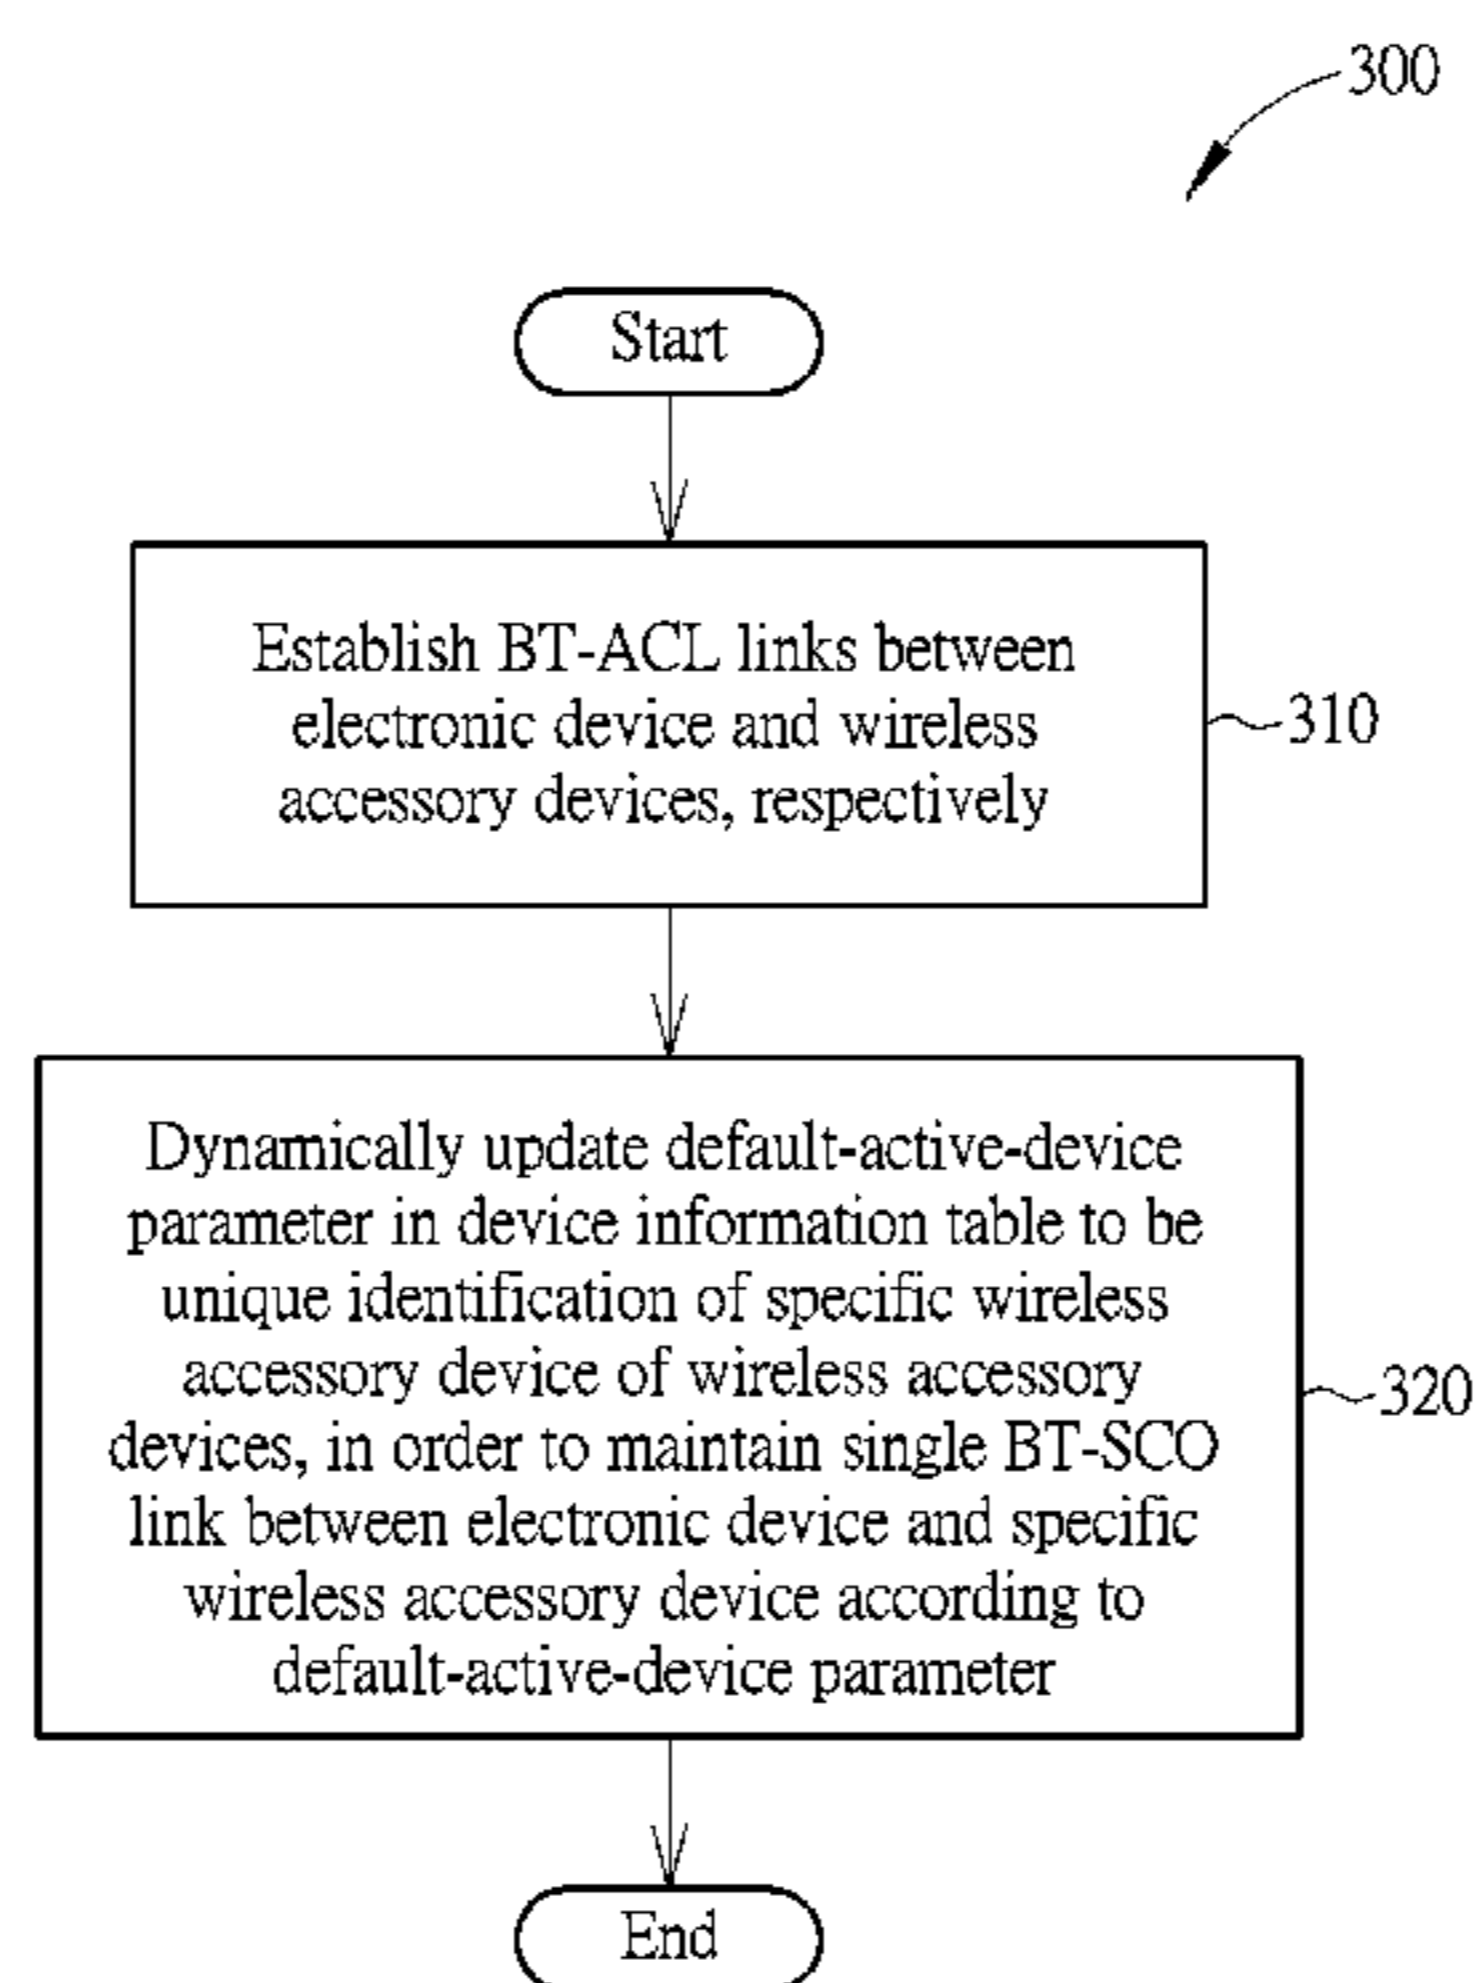 300
Start
Establish BT-ACL links between
electronic device and wireless
accessory devices, respectively
310
Dynamically update default-active-device
parameter in device information table to be
unique identification of specific wireless
accessory device of wireless accessory
devices, in order to maintain single BT-SCO
link between electronic device and specific
wireless accessory device according to
default-active-device parameter
320
End